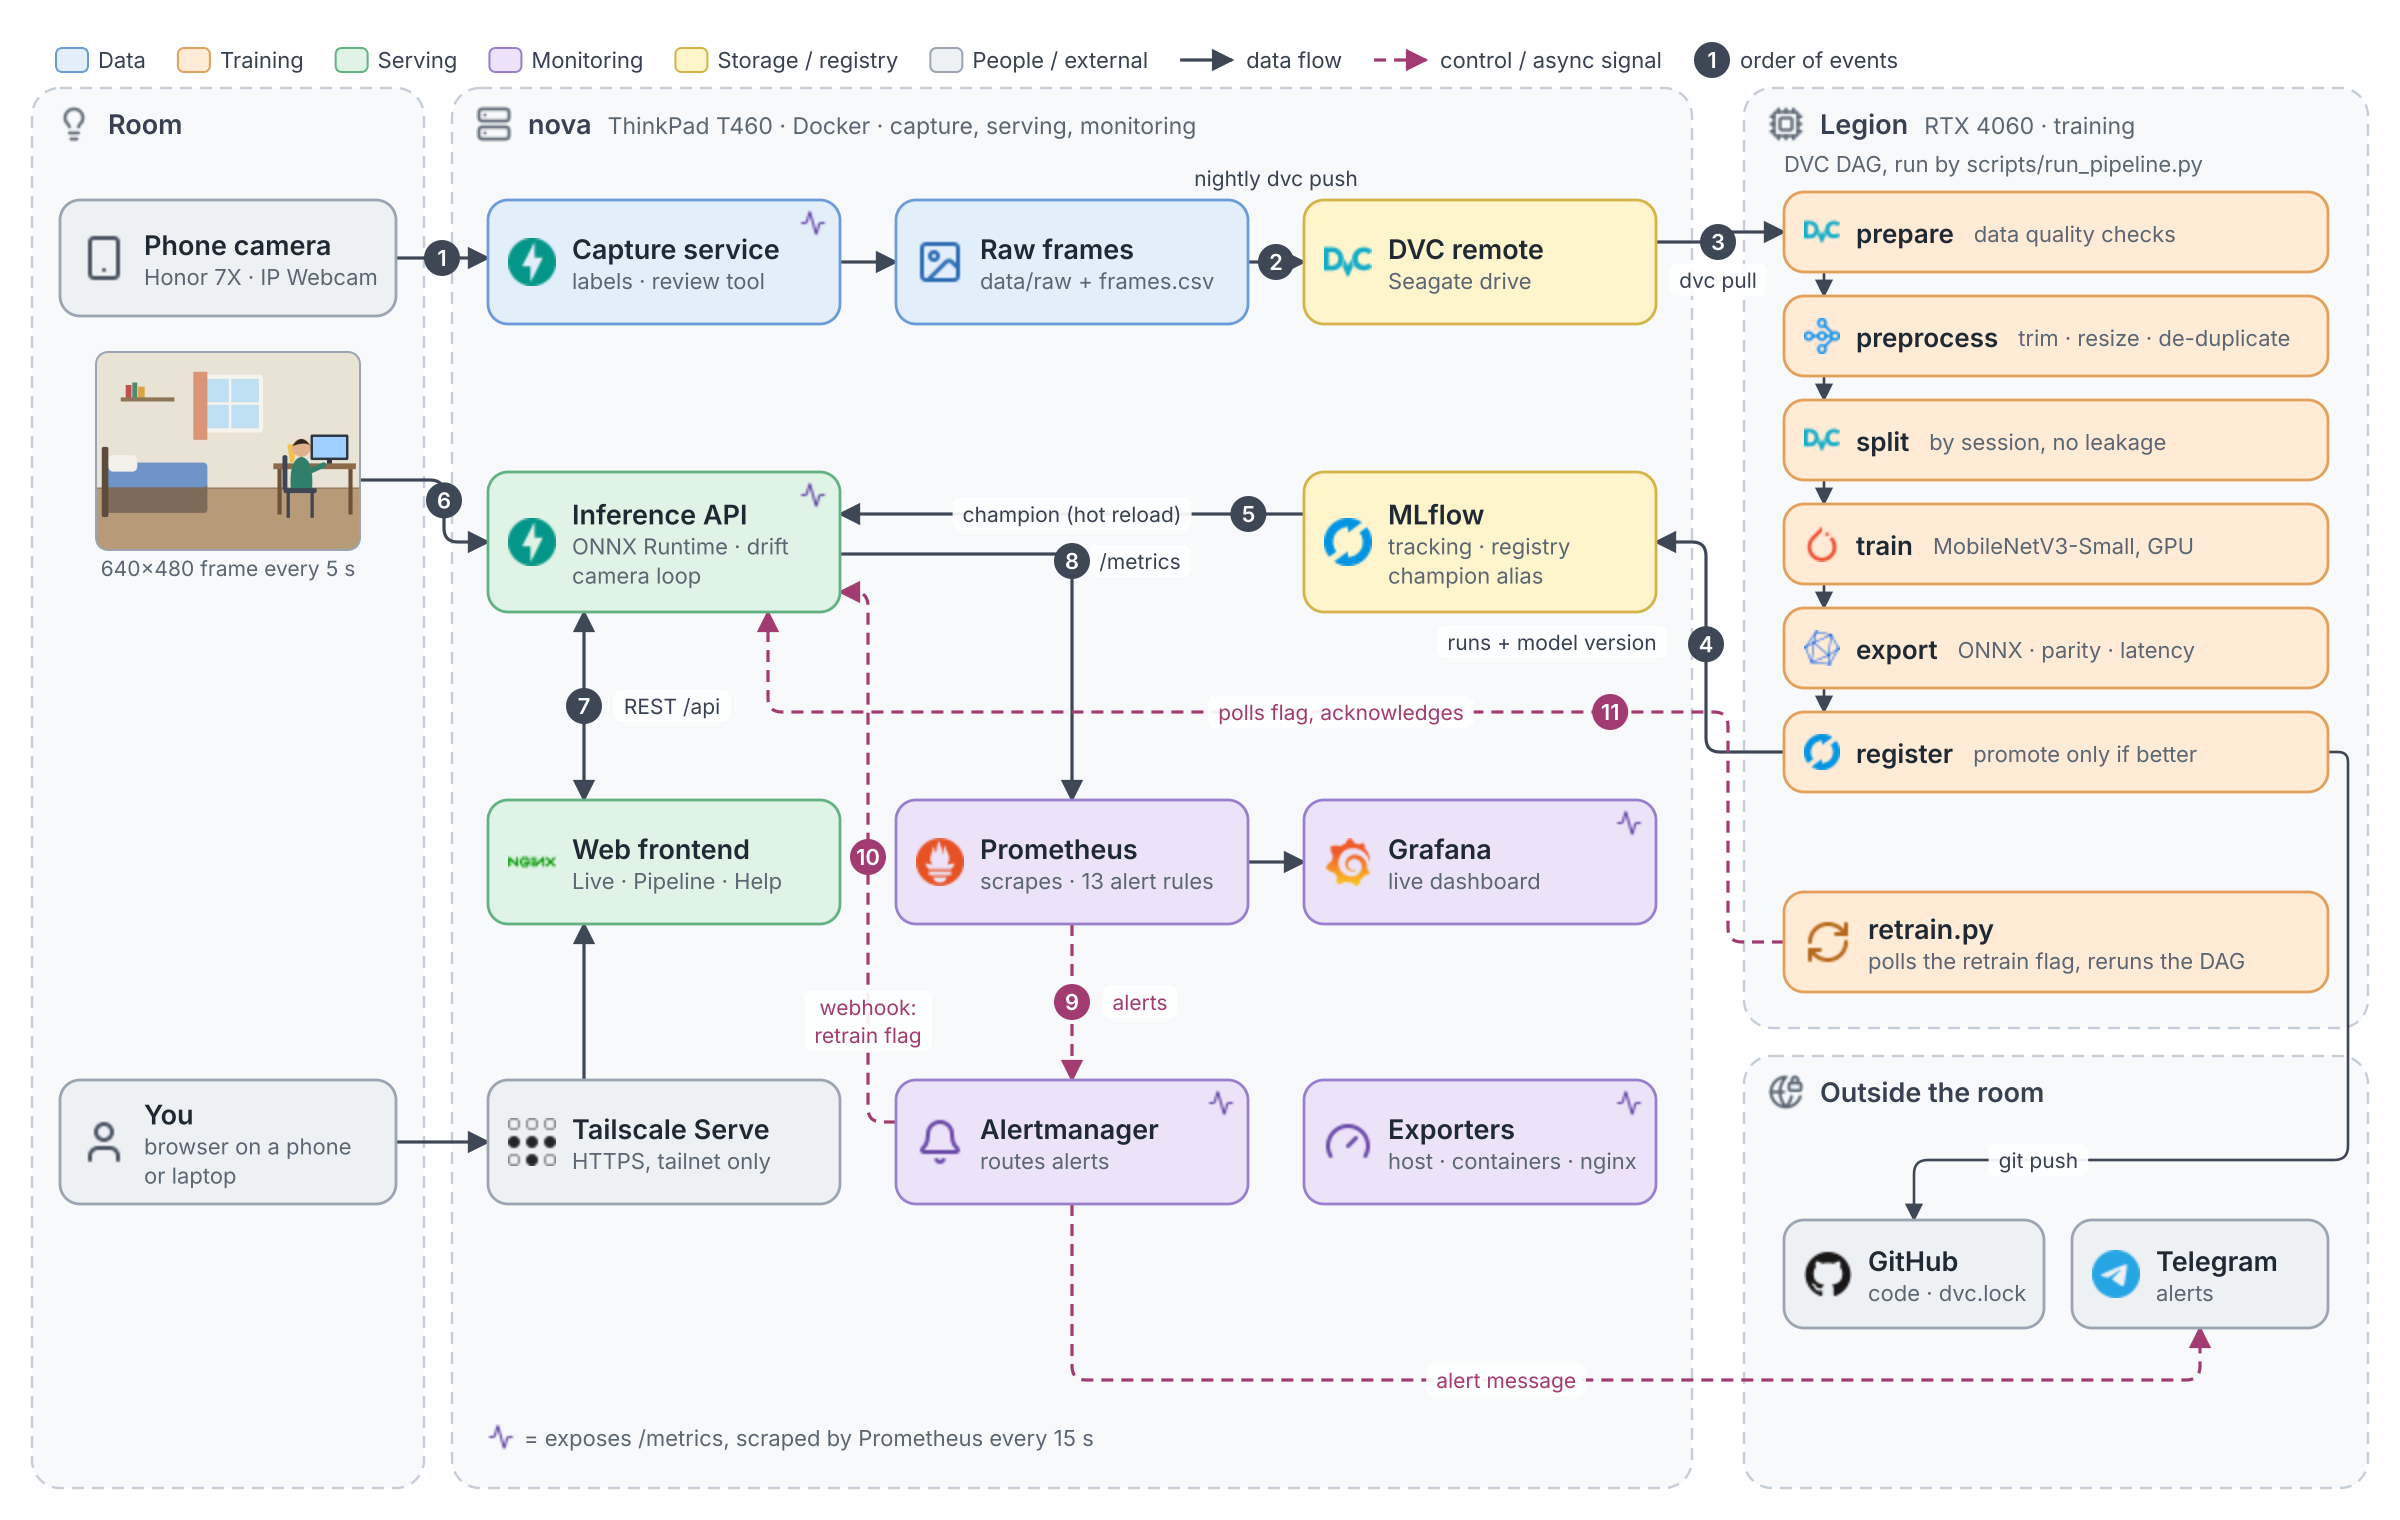 Data
Training
Serving
Monitoring
Storage / registry
People / external
data flow
control / async signal
1 order of events
Room
nova ThinkPad T460 · Docker · capture, serving, monitoring
Legion RTX 4060 · training
DVC DAG, run by scripts/run_pipeline.py
nightly dvc push
Phone camera
Honor 7X · IP Webcam
1
Capture service
labels · review tool
Raw frames
data/raw + frames.csv
2
DVC
DVC remote
Seagate drive
3
dvc pull
DVC
prepare data quality checks
preprocess trim · resize · de-duplicate
DVC
split by session, no leakage
train MobileNetV3-Small, GPU
export ONNX · parity · latency
register promote only if better
640×480 frame every 5 s
6
Inference API
ONNX Runtime · drift
camera loop
champion (hot reload)
5
8
/metrics
MLflow
tracking · registry
champion alias
runs + model version
4
7
REST /api
polls flag, acknowledges
11
NGINX
Web frontend
Live · Pipeline · Help
10
Prometheus
scrapes · 13 alert rules
Grafana
live dashboard
retrain.py
polls the retrain flag, reruns the DAG
webhook:
retrain flag
9
alerts
You
browser on a phone
or laptop
Tailscale Serve
HTTPS, tailnet only
Alertmanager
routes alerts
Exporters
host · containers · nginx
Outside the room
git push
GitHub
code · dvc.lock
Telegram
alerts
alert message
= exposes /metrics, scraped by Prometheus every 15 s